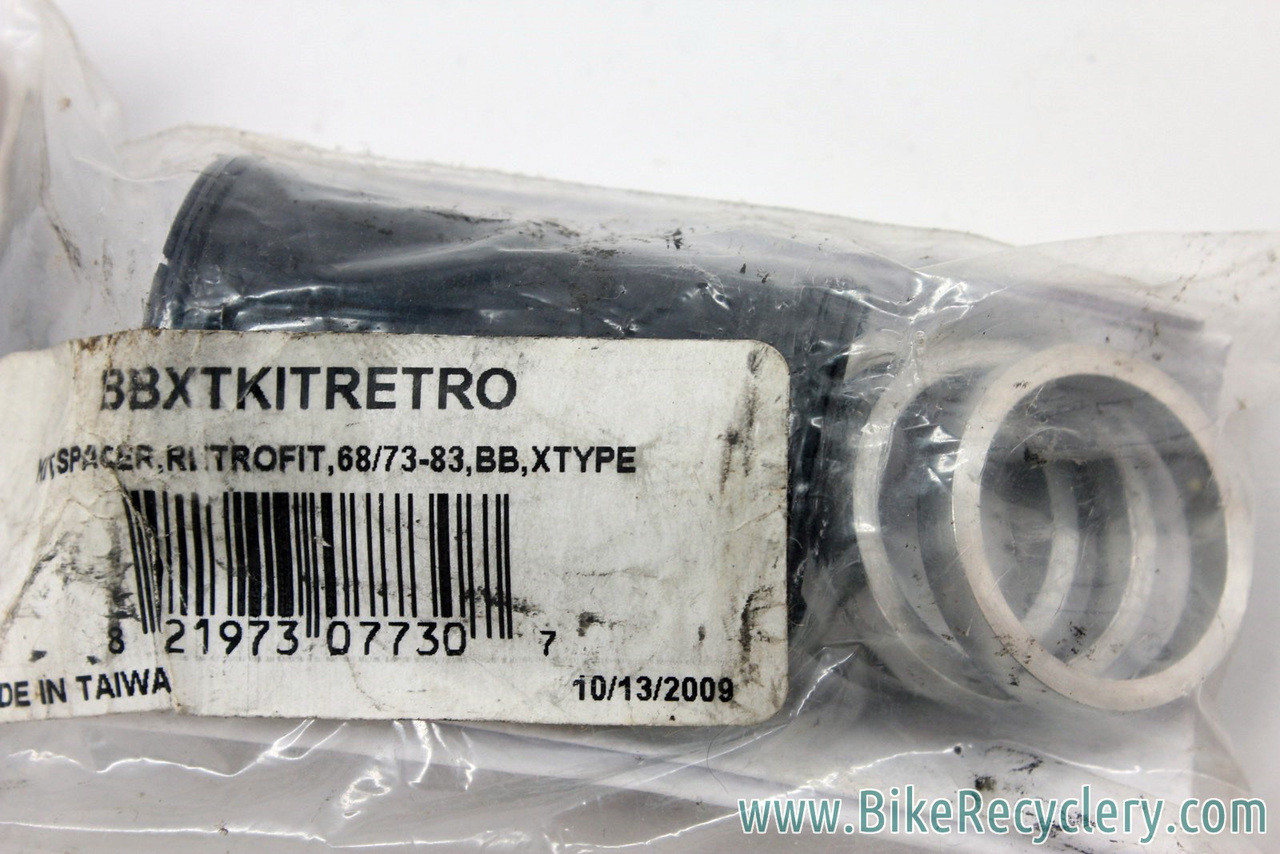 BBXTKITRETRO
KIT,SPACER,RETROFIT,68/73-83,BB,XTYPE
8 21973 07730 7
DE IN TAIWA
10/13/2009
www.BikeRecyclery.com